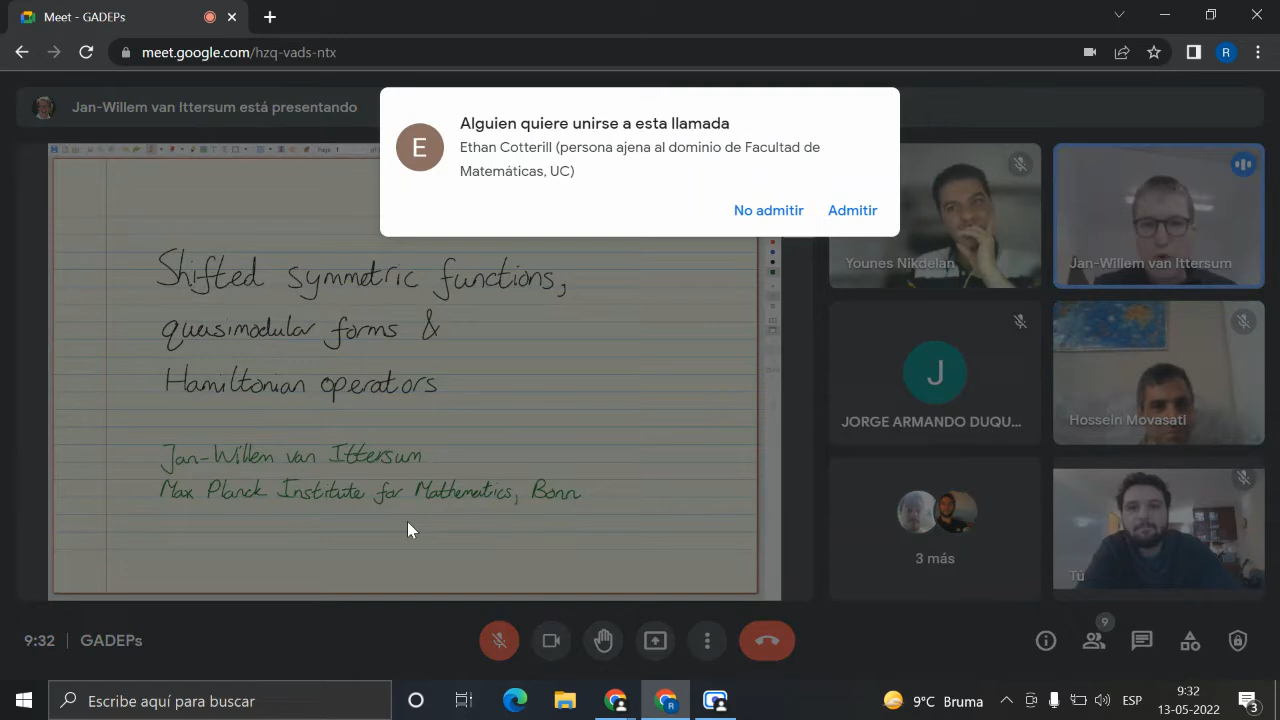 Meet - GADEPs
meet.google.com/hzq-vads-ntx
R
Jan-Willem van Ittersum está presentando
Alguien quiere unirse a esta llamada
E
Ethan Cotterill (persona ajena al dominio de Facultad de
Matemáticas, UC)
No admitir
Admitir
Shifted symmetric functions,
quasimodular forms &
Hamiltonian operators
Jan-Willem van Ittersum
Max Planck Institute for Mathematics, Bonn
Younes Nikdelan
Jan-Willem van Ittersum
J
JORGE ARMANDO DUQU...
Hossein Movasati
3 más
Tú
9:32 | GADEPs
9
Escribe aquí para buscar
R
9°C Bruma
ESP
9:32
13-05-2022
3